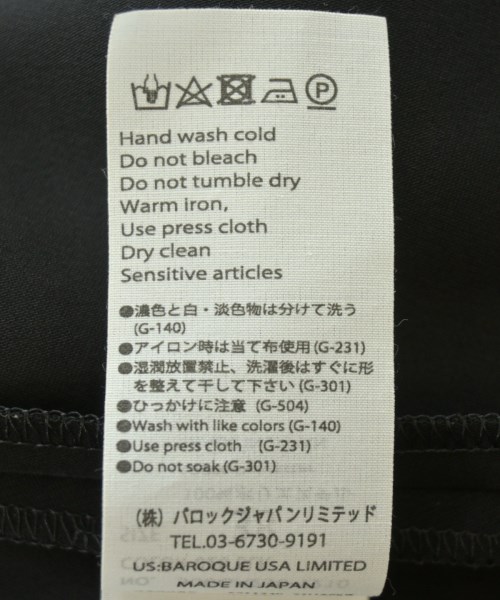 P
Hand wash cold
Do not bleach
Do not tumble dry
Warm iron,
Use press cloth
Dry clean
Sensitive articles
●濃色と白・淡色物は分けて洗う
(G-140)
●アイロン時は当て布使用(G-231)
●湿潤放置禁止、洗濯後はすぐに形
を整えて干して下さい(G-301)
●ひっかけに注意 (G-504)
●Wash with like colors (G-140)
●Use press cloth (G-231)
●Do not soak(G-301)
(株) バロックジャパンリミテッド
TEL.03-6730-9191
US:BAROQUE USA LIMITED
MADE IN JAPAN